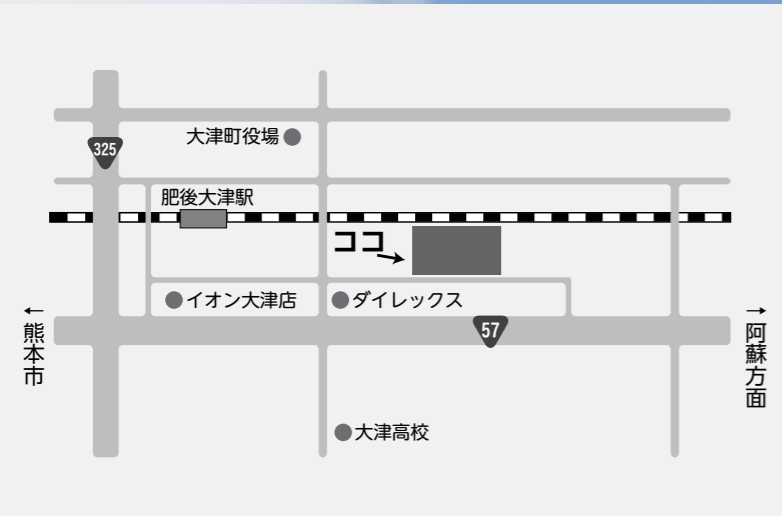 大津町役場
325
肥後大津駅
ココ
イオン大津店
ダイレックス
57
←熊本市
→阿蘇方面
大津高校